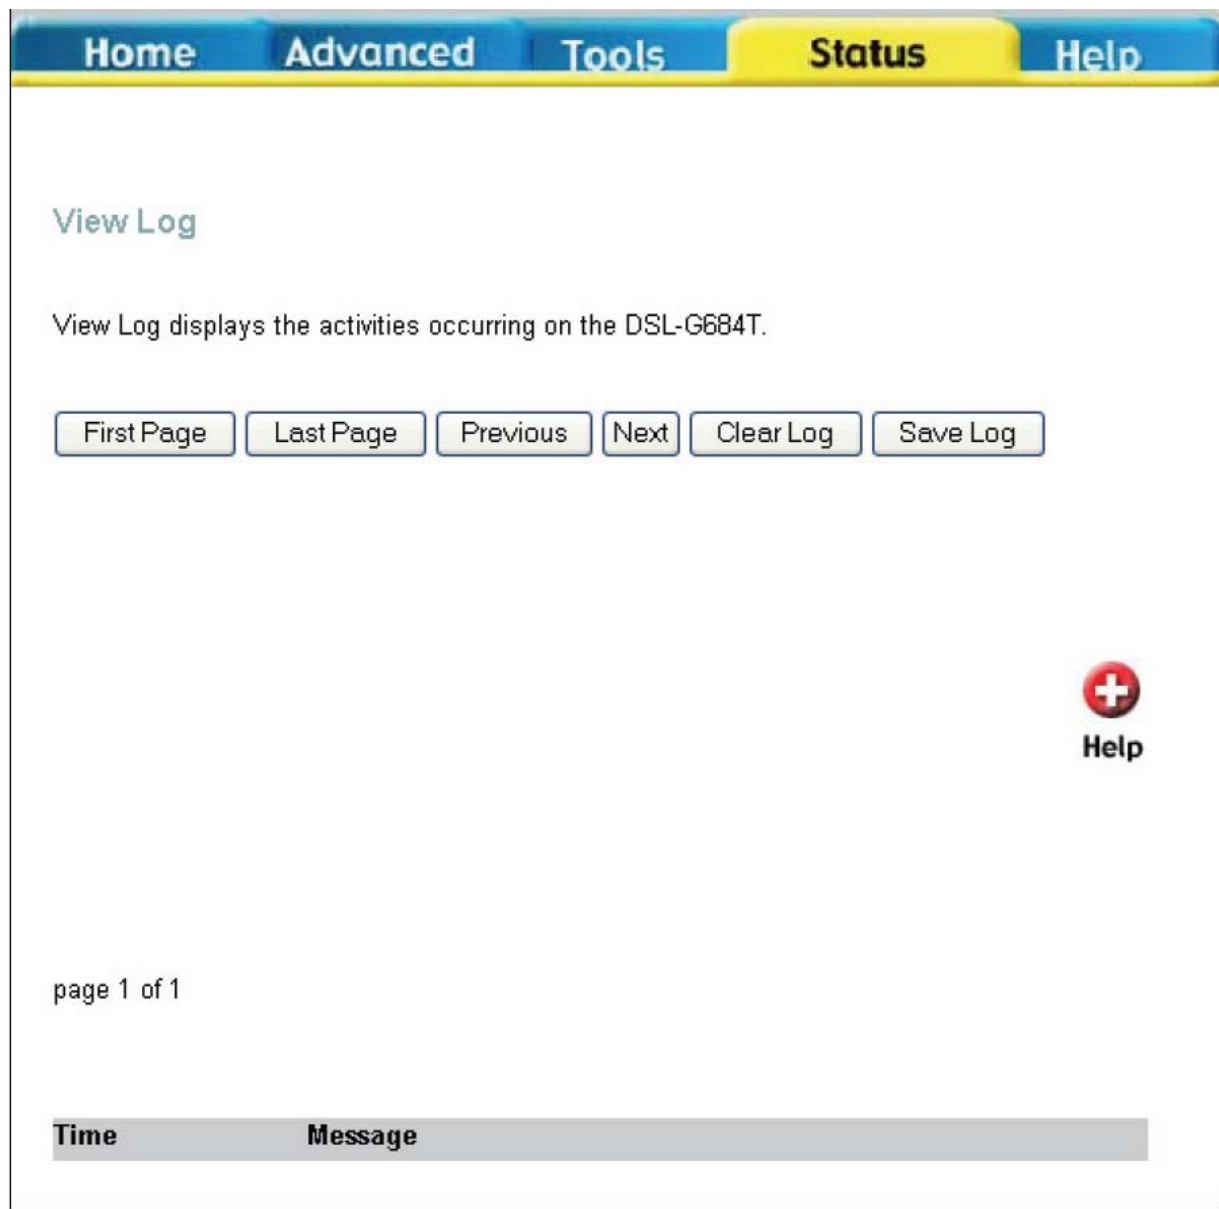 Home Advanced Tools Status Help
View Log
View Log displays the activities occurring on the DSL-G684T.
First Page Last Page Previous Next Clear Log Save Log
Help
page 1 of 1
Time Message